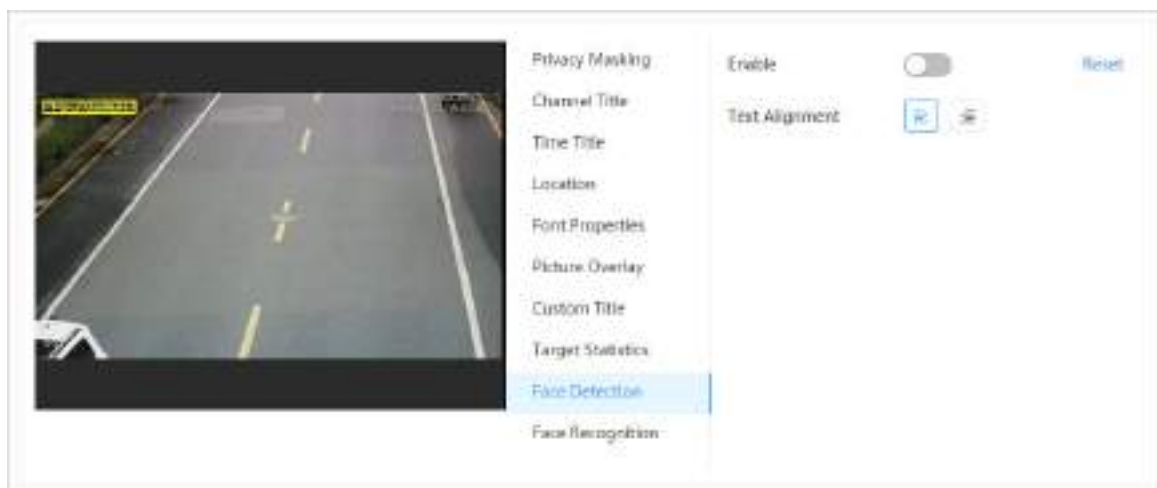 Privacy Masking
Channel Title
Time Title
Location
Font Properties
Picture Overlay
Custom Title
Target Statistics
Face Detection
Face Recognition
Enable
Reset
Text Alignment